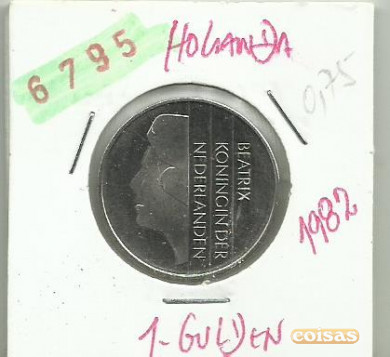 6795
HOLANDA
0,75
BEATRIX
KONINGIN DER
NEDERLANDEN
1982
1-GULDEN
coisas